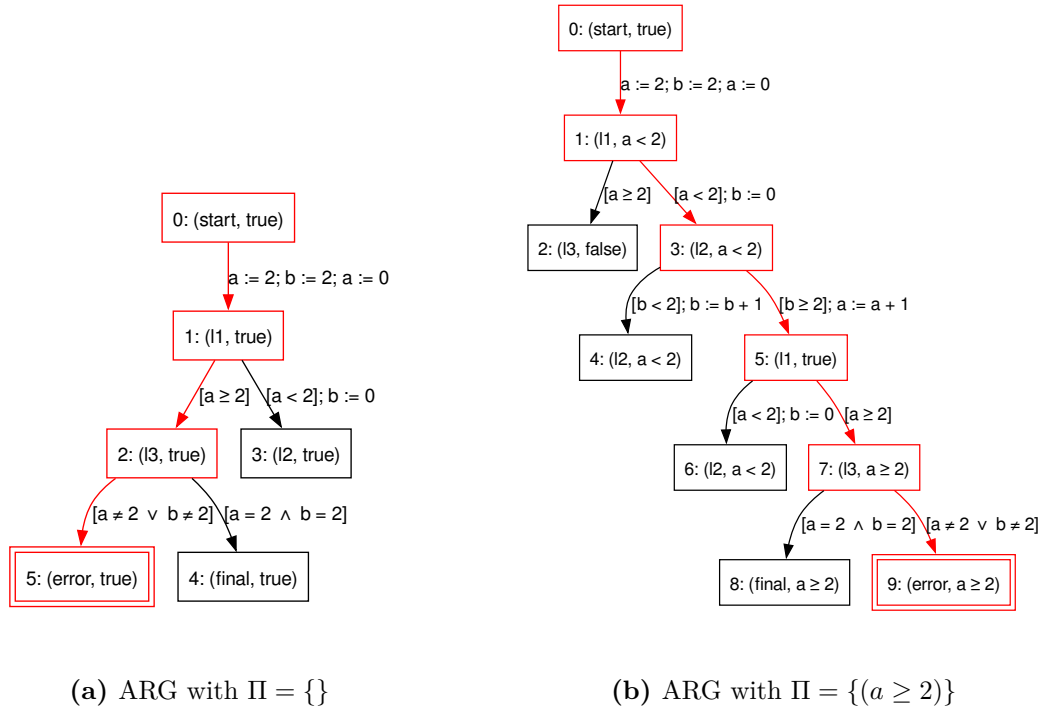 0: (start, true)
a := 2; b := 2; a := 0
1: (l1, true)
[a ≥ 2]
[a < 2]; b := 0
2: (l3, true)
3: (l2, true)
[a ≠ 2 ∨ b ≠ 2]
[a = 2 ∧ b = 2]
5: (error, true)
4: (final, true)
(a) ARG with Π = {}
0: (start, true)
a := 2; b := 2; a := 0
1: (l1, a < 2)
[a ≥ 2]
[a < 2]; b := 0
2: (l3, false)
3: (l2, a < 2)
[b < 2]; b := b + 1
[b ≥ 2]; a := a + 1
4: (l2, a < 2)
5: (l1, true)
[a < 2]; b := 0
[a ≥ 2]
6: (l2, a < 2)
7: (l3, a ≥ 2)
[a = 2 ∧ b = 2]
[a ≠ 2 ∨ b ≠ 2]
8: (final, a ≥ 2)
9: (error, a ≥ 2)
(b) ARG with Π = {(a ≥ 2)}